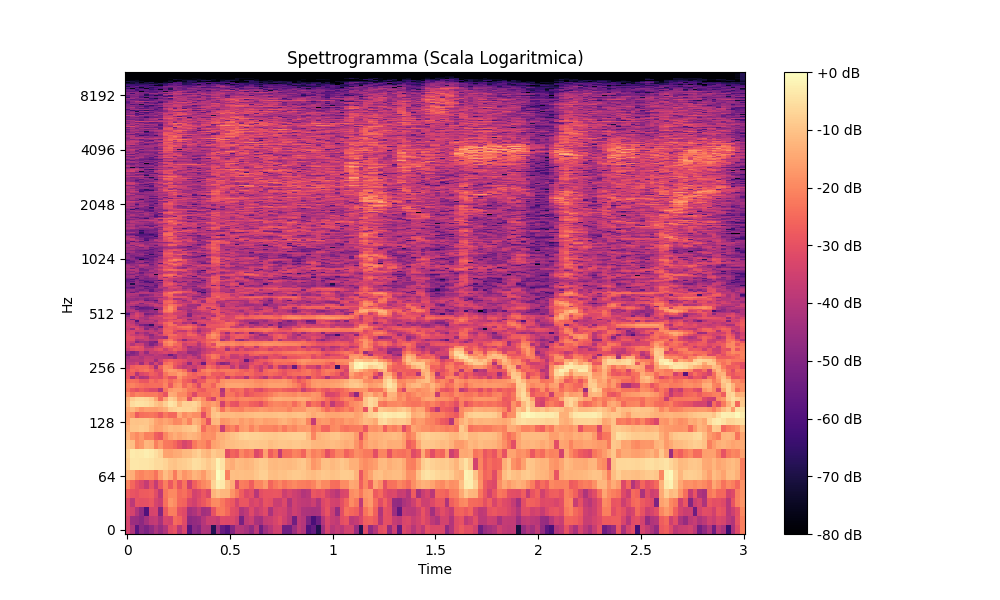 Spettrogramma (Scala Logaritmica)
Hz
8192
4096
2048
1024
512
256
128
64
0
0 0.5 1 1.5 2 2.5 3
Time
+0 dB
-10 dB
-20 dB
-30 dB
-40 dB
-50 dB
-60 dB
-70 dB
-80 dB